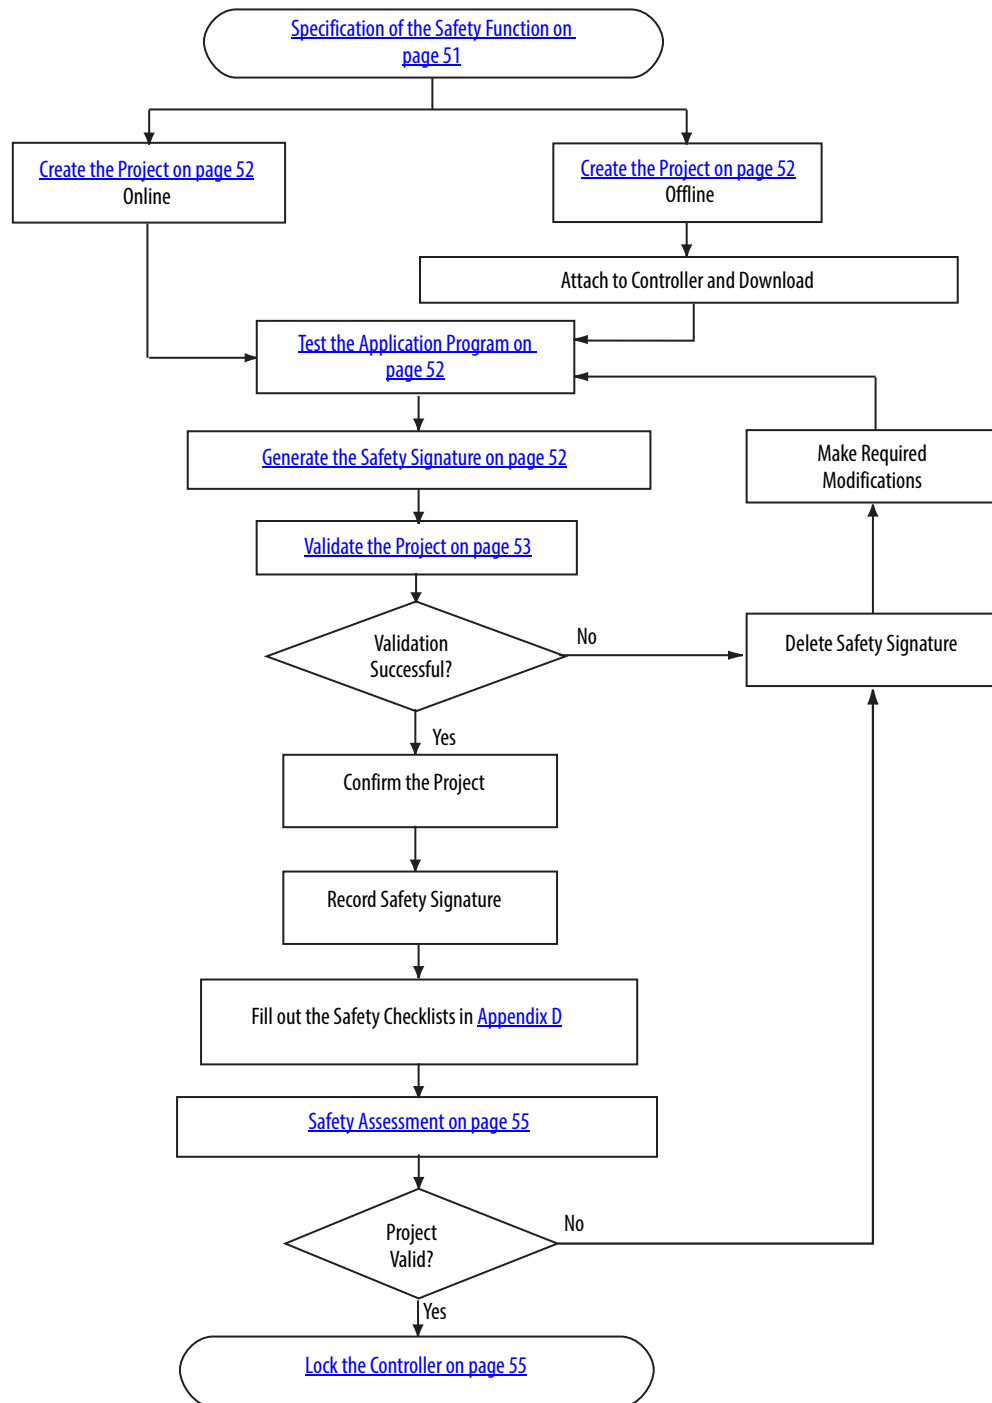 Specification of the Safety Function on
page 51
Create the Project on page 52
Online
Create the Project on page 52
Offline
Attach to Controller and Download
Test the Application Program on
page 52
Generate the Safety Signature on page 52
Make Required
Modifications
Validate the Project on page 53
Validation
Successful?
No
Delete Safety Signature
Yes
Confirm the Project
Record Safety Signature
Fill out the Safety Checklists in Appendix D
Safety Assessment on page 55
Project
Valid?
No
Yes
Lock the Controller on page 55